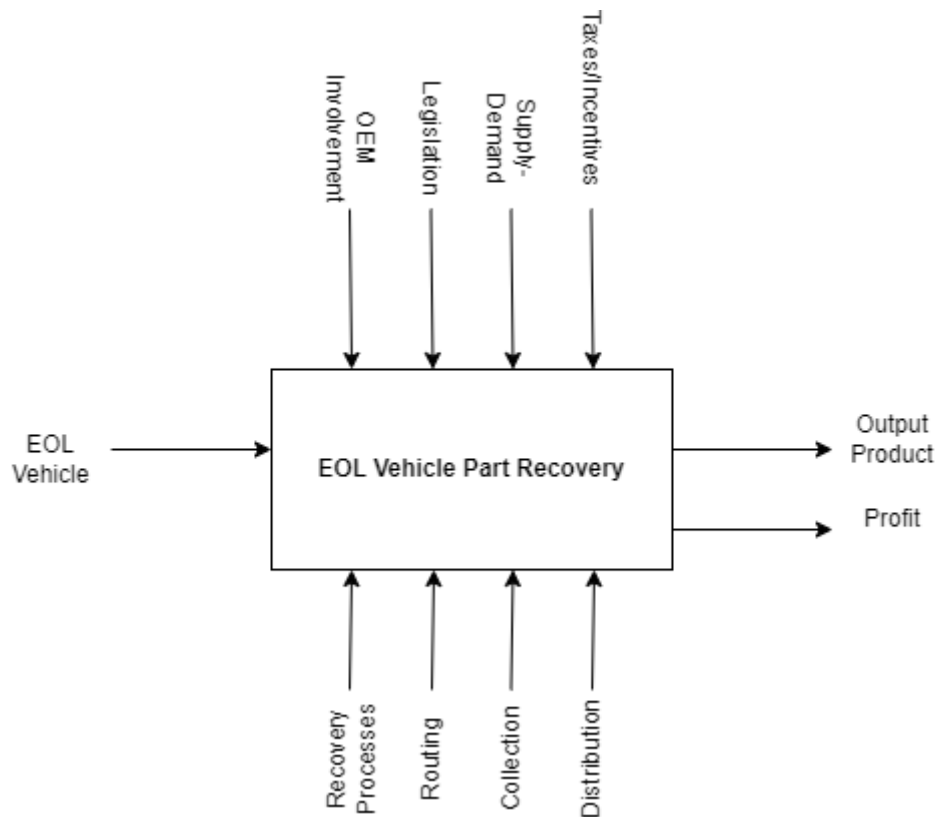 OEM
Involvement
Legislation
Supply-
Demand
Taxes/Incentives
EOL
Vehicle
EOL Vehicle Part Recovery
Output
Product
Profit
Recovery
Processes
Routing
Collection
Distribution